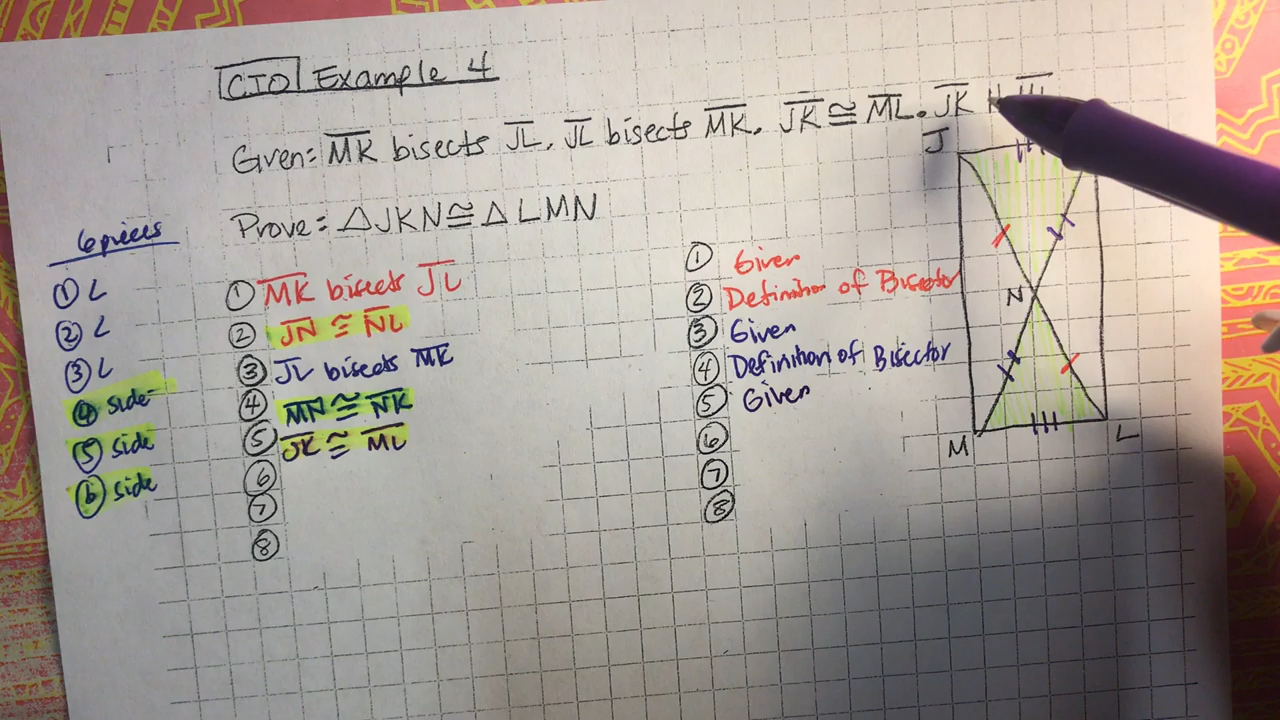 CIO Example 4
Given: MK bisects JL, JL bisects MK, JK ≅ ML. JK
Prove: △JKN ≅ △LMN
6 pieces
① L
② L
③ L
④ side
⑤ side
⑥ side
① MK bisects JL
② JN ≅ NL
③ JL bisects MK
④ MN ≅ NK
⑤ JK ≅ ML
⑥
⑦
⑧
① Given
② Definition of Bisector
③ Given
④ Definition of Bisector
⑤ Given
⑥
⑦
⑧
J
N
M
L